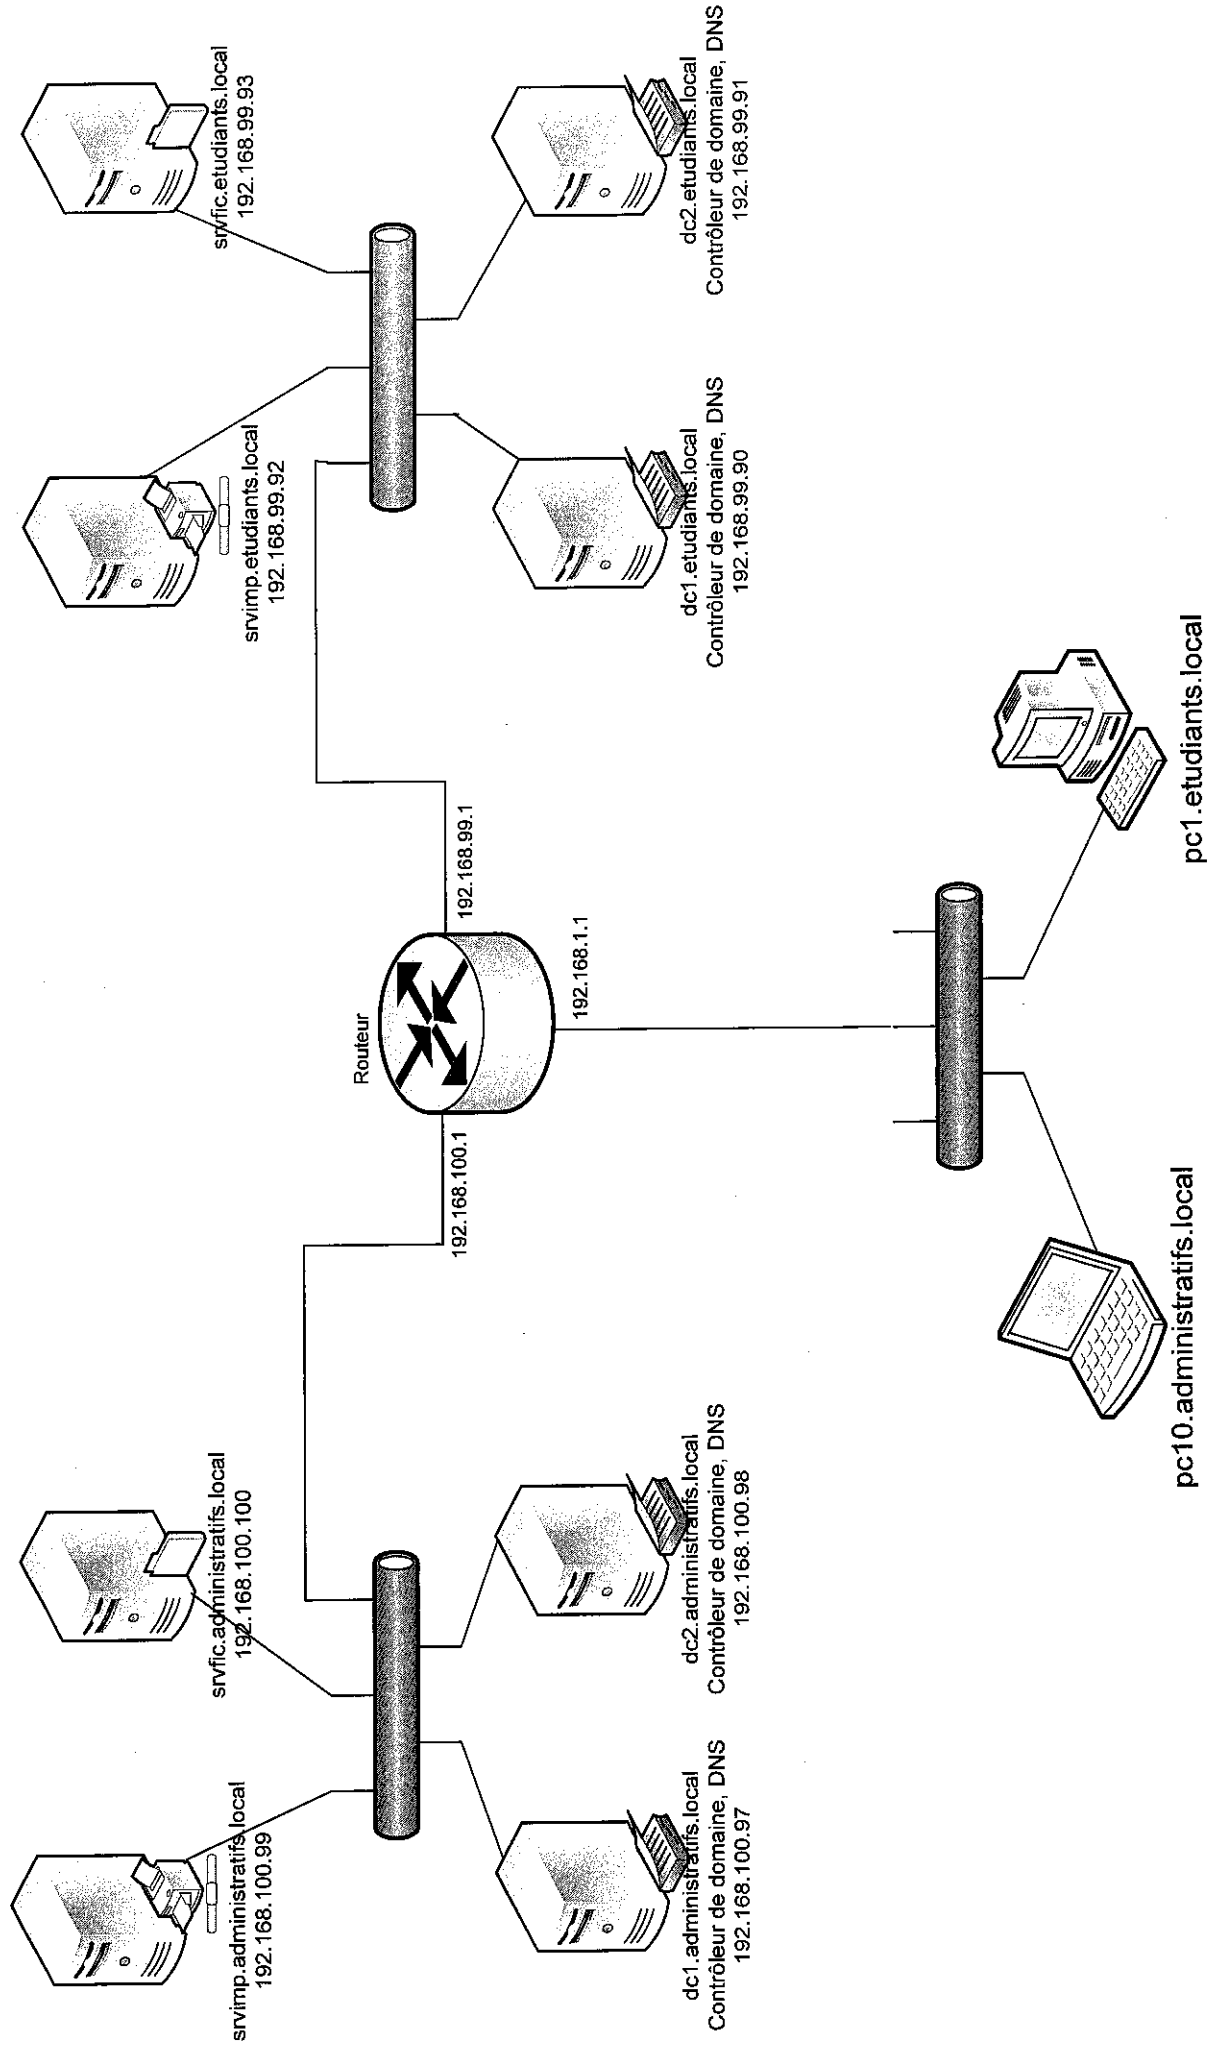 srvimp.administratifs.local
192.168.100.99
srvfic.administratifs.local
192.168.100.100
srvimp.etudiants.local
192.168.99.92
srvfic.etudiants.local
192.168.99.93
Routeur
192.168.100.1
192.168.99.1
192.168.1.1
dc1.administratifs.local
Contrôleur de domaine, DNS
192.168.100.97
dc2.administratifs.local
Contrôleur de domaine, DNS
192.168.100.98
dc1.etudiants.local
Contrôleur de domaine, DNS
192.168.99.90
dc2.etudiants.local
Contrôleur de domaine, DNS
192.168.99.91
pc10.administratifs.local
pc1.etudiants.local